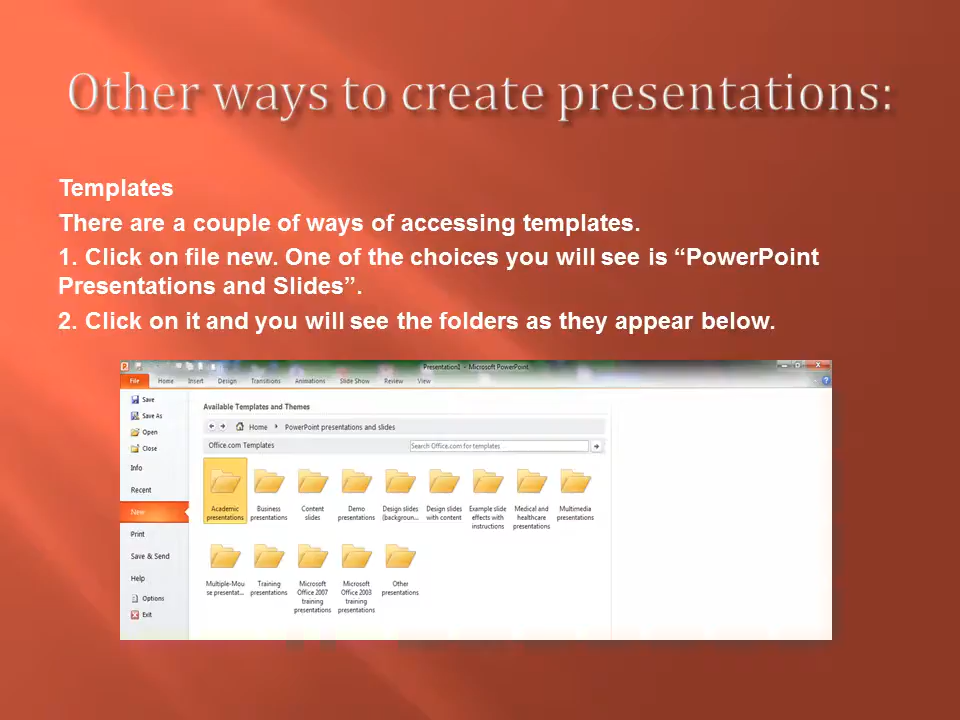 Other ways to create presentations:
Templates
There are a couple of ways of accessing templates.
1. Click on file new. One of the choices you will see is “PowerPoint
Presentations and Slides”.
2. Click on it and you will see the folders as they appear below.
Presentation1 - Microsoft PowerPoint
File Home Insert Design Transitions Animations Slide Show Review View
Save
Save As
Open
Close
Info
Recent
New
Print
Save & Send
Help
Options
Exit
Available Templates and Themes
Home PowerPoint presentations and slides
Office.com Templates
Search Office.com for templates
Academic presentations
Business presentations
Content slides
Demo presentations
Design slides (backgroun...
Design slides with content
Example slide effects with instructions
Medical and healthcare presentations
Multimedia presentations
Multiple-Mou se presentat...
Training presentations
Microsoft Office 2007 training presentations
Microsoft Office 2003 training presentations
Other presentations